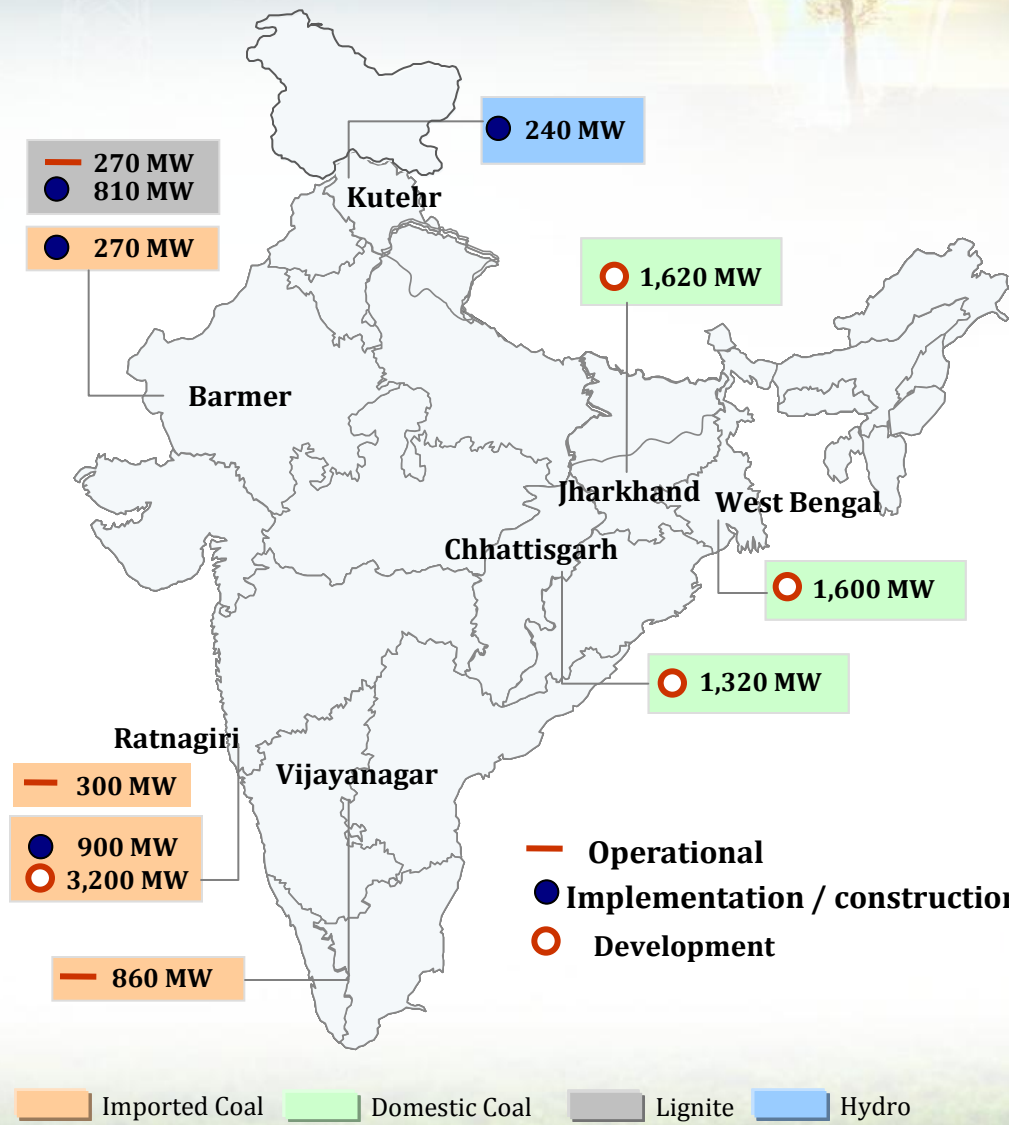 240 MW
270 MW
810 MW
Kutehr
270 MW
1,620 MW
Barmer
Jharkhand
West Bengal
Chhattisgarh
1,600 MW
1,320 MW
Ratnagiri
Vijayanagar
300 MW
900 MW
3,200 MW
Operational
Implementation / construction
Development
860 MW
Imported Coal Domestic Coal Lignite Hydro